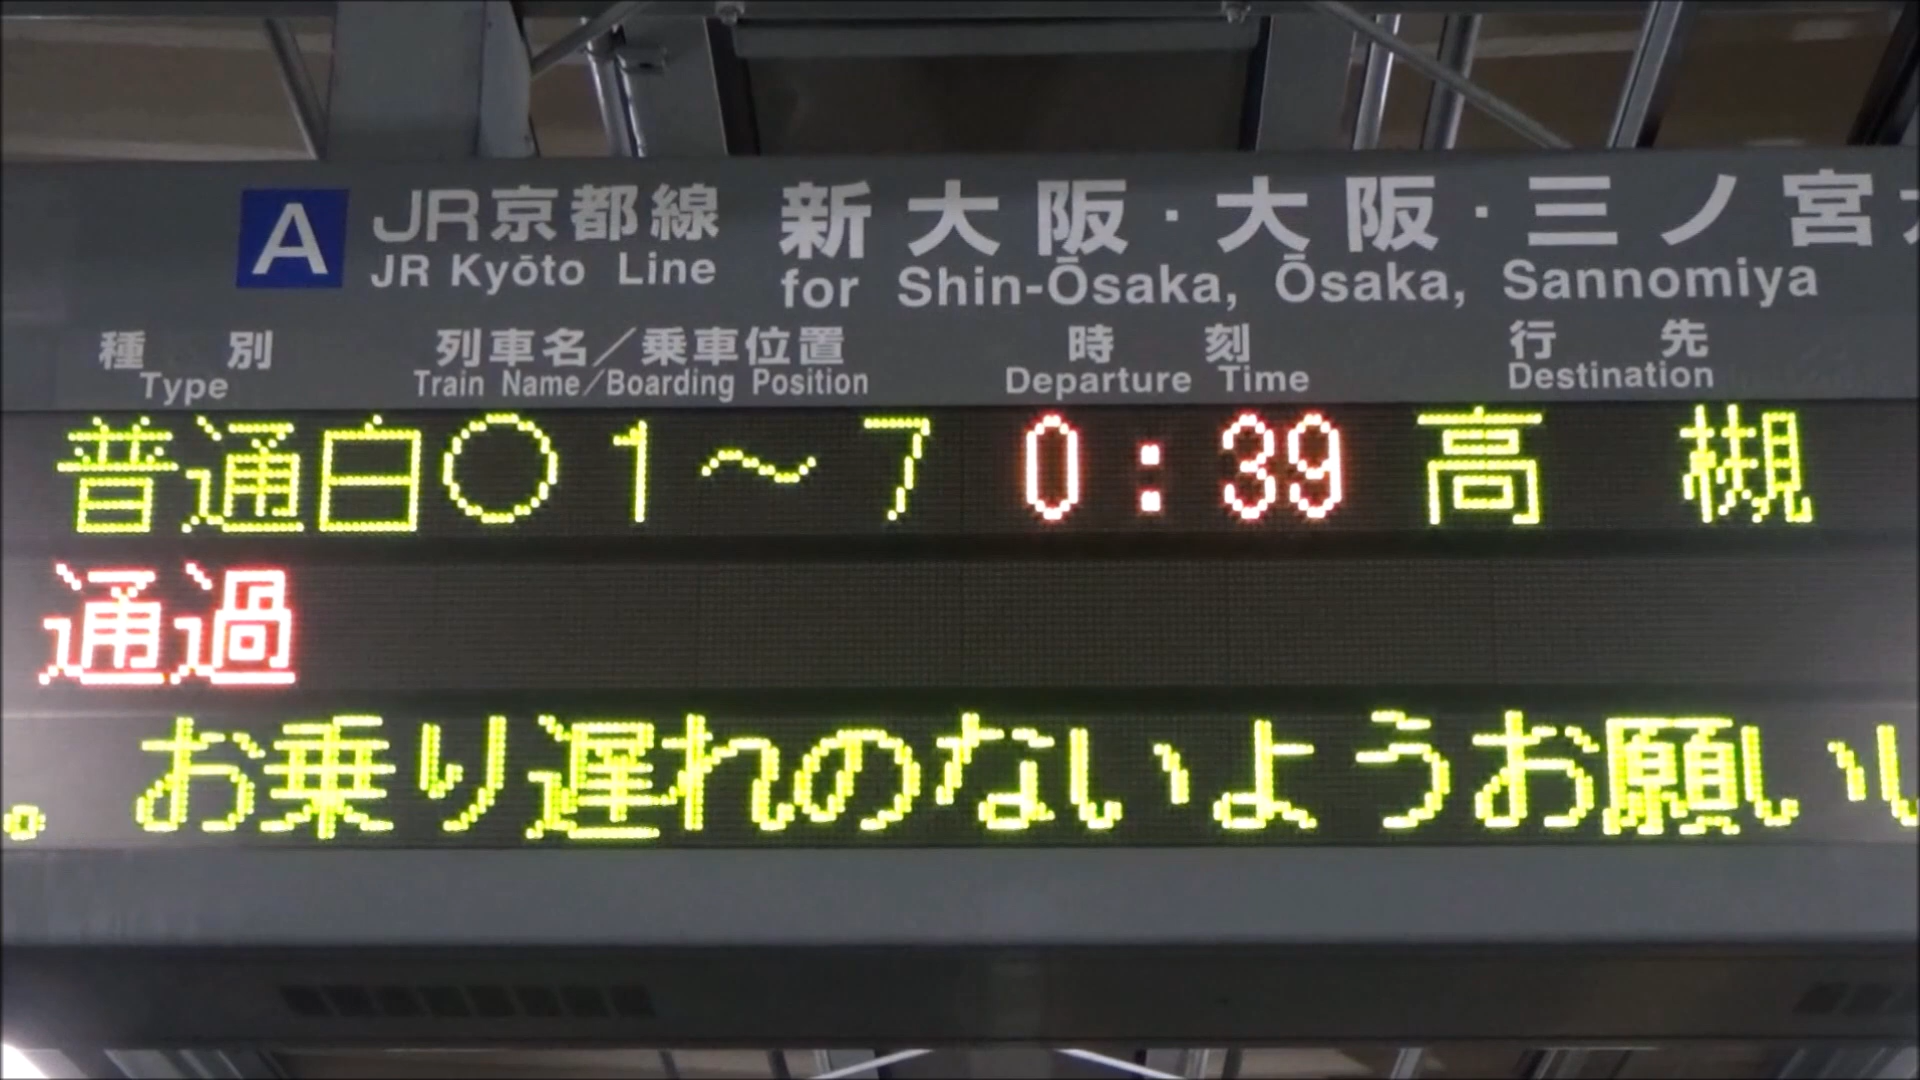 A JR京都線 新大阪・大阪・三ノ宮
JR Kyōto Line for Shin-Ōsaka, Ōsaka, Sannomiya
種別 列車名/乗車位置 時刻 行先
Type Train Name/Boarding Position Departure Time Destination
普通 白○1~7 0:39 高槻
通過
。お乗り遅れのないようお願いし